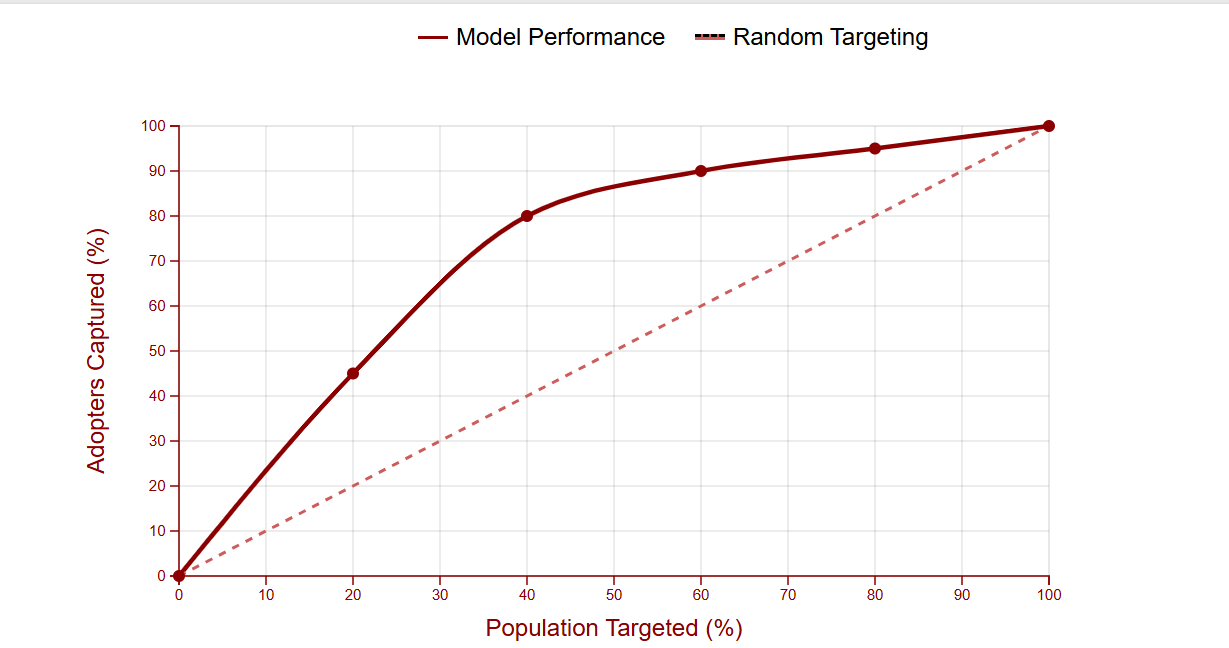 Model Performance Random Targeting
100
90
80
70
60
50
40
30
20
10
0
Adopters Captured (%)
0 10 20 30 40 50 60 70 80 90 100
Population Targeted (%)